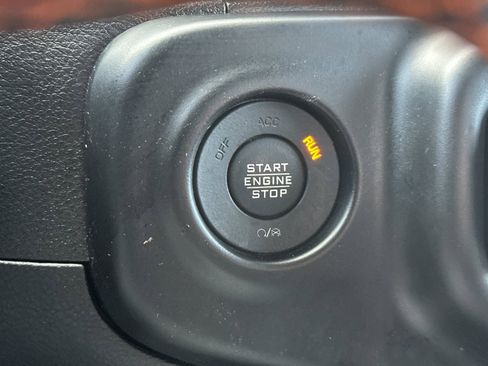 OFF
ACC
RUN
START
ENGINE
STOP